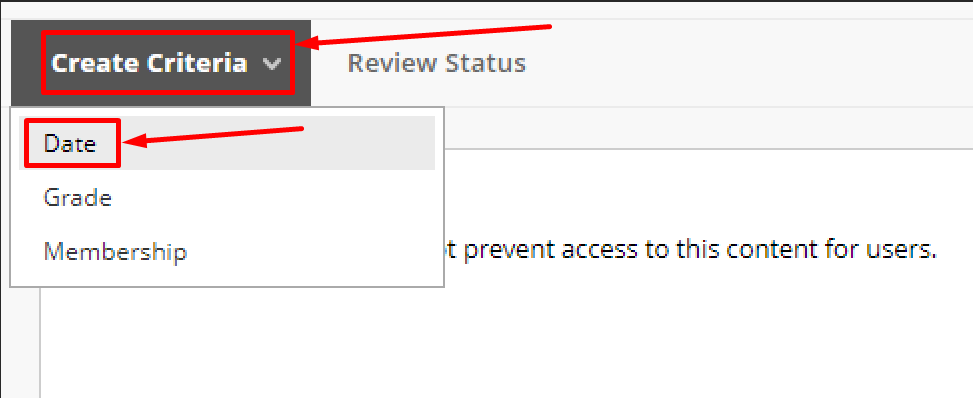 Create Criteria
Review Status
Date
Grade
Membership
prevent access to this content for users.